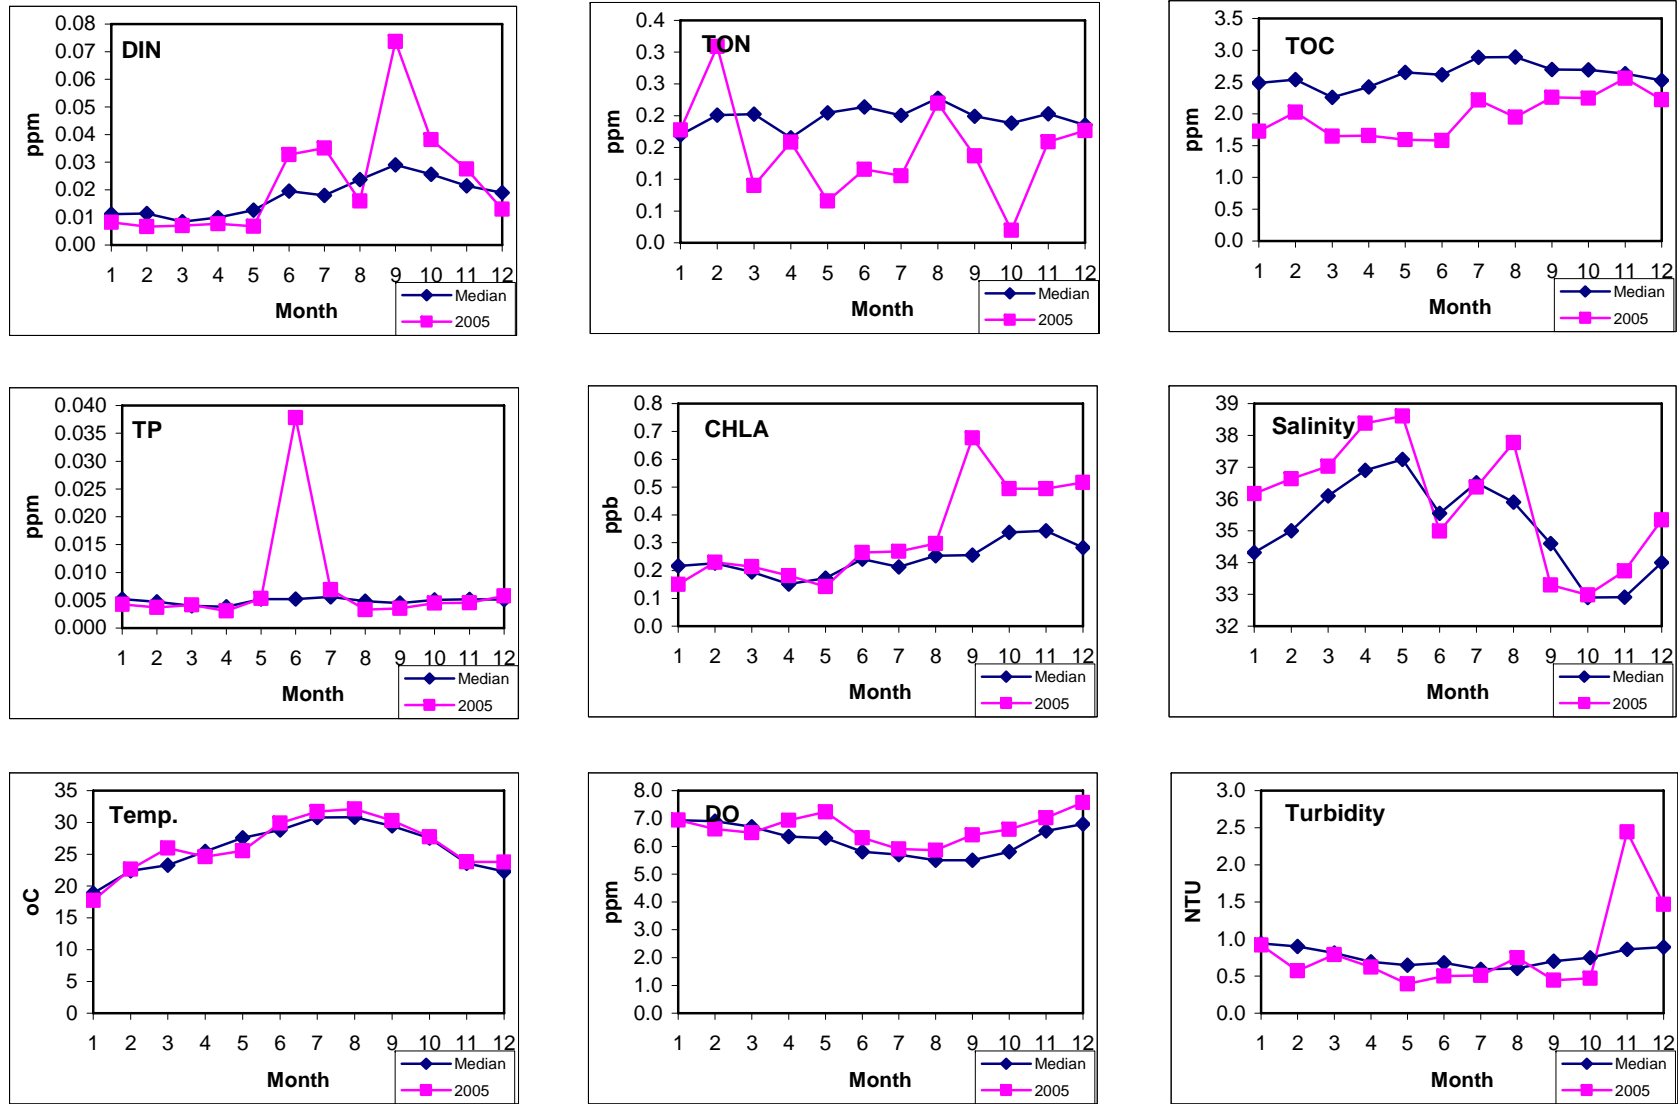 DIN
0.08
0.07
0.06
0.05
0.04
0.03
0.02
0.01
0.00
ppm
1 2 3 4 5 6 7 8 9 10 11 12
Month
Median
2005
TON
0.4
0.3
0.3
0.2
0.2
0.1
0.1
0.0
ppm
1 2 3 4 5 6 7 8 9 10 11 12
Month
Median
2005
TOC
3.5
3.0
2.5
2.0
1.5
1.0
0.5
0.0
ppm
1 2 3 4 5 6 7 8 9 10 11 12
Month
Median
2005
TP
0.040
0.035
0.030
0.025
0.020
0.015
0.010
0.005
0.000
ppm
1 2 3 4 5 6 7 8 9 10 11 12
Month
Median
2005
CHLA
0.8
0.7
0.6
0.5
0.4
0.3
0.2
0.1
0.0
ppb
1 2 3 4 5 6 7 8 9 10 11 12
Month
Median
2005
Salinity
39
38
37
36
35
34
33
32
1 2 3 4 5 6 7 8 9 10 11 12
Month
Median
2005
Temp.
35
30
25
20
15
10
5
0
oC
1 2 3 4 5 6 7 8 9 10 11 12
Month
Median
2005
DO
8.0
7.0
6.0
5.0
4.0
3.0
2.0
1.0
0.0
ppm
1 2 3 4 5 6 7 8 9 10 11 12
Month
Median
2005
Turbidity
3.0
2.5
2.0
1.5
1.0
0.5
0.0
NTU
1 2 3 4 5 6 7 8 9 10 11 12
Month
Median
2005